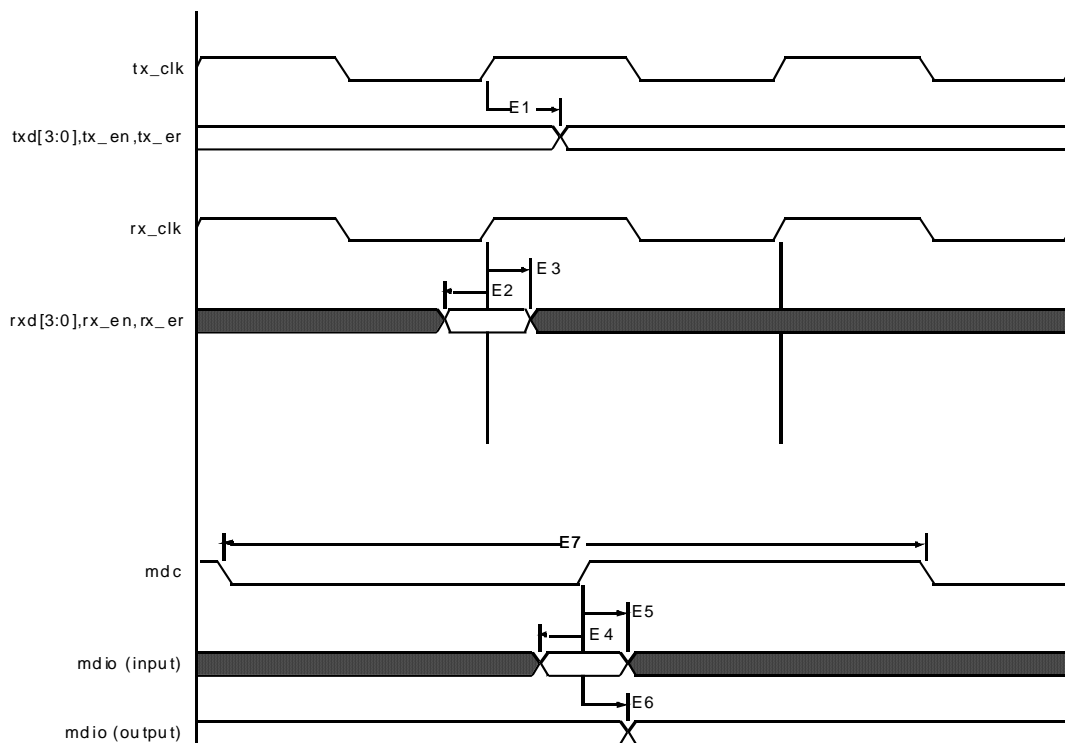 tx_clk
E1
txd[3:0],tx_en,tx_er
rx_clk
E3
E2
rxd[3:0],rx_en,rx_er
E7
mdc
E5
E4
mdio (input)
E6
mdio (output)